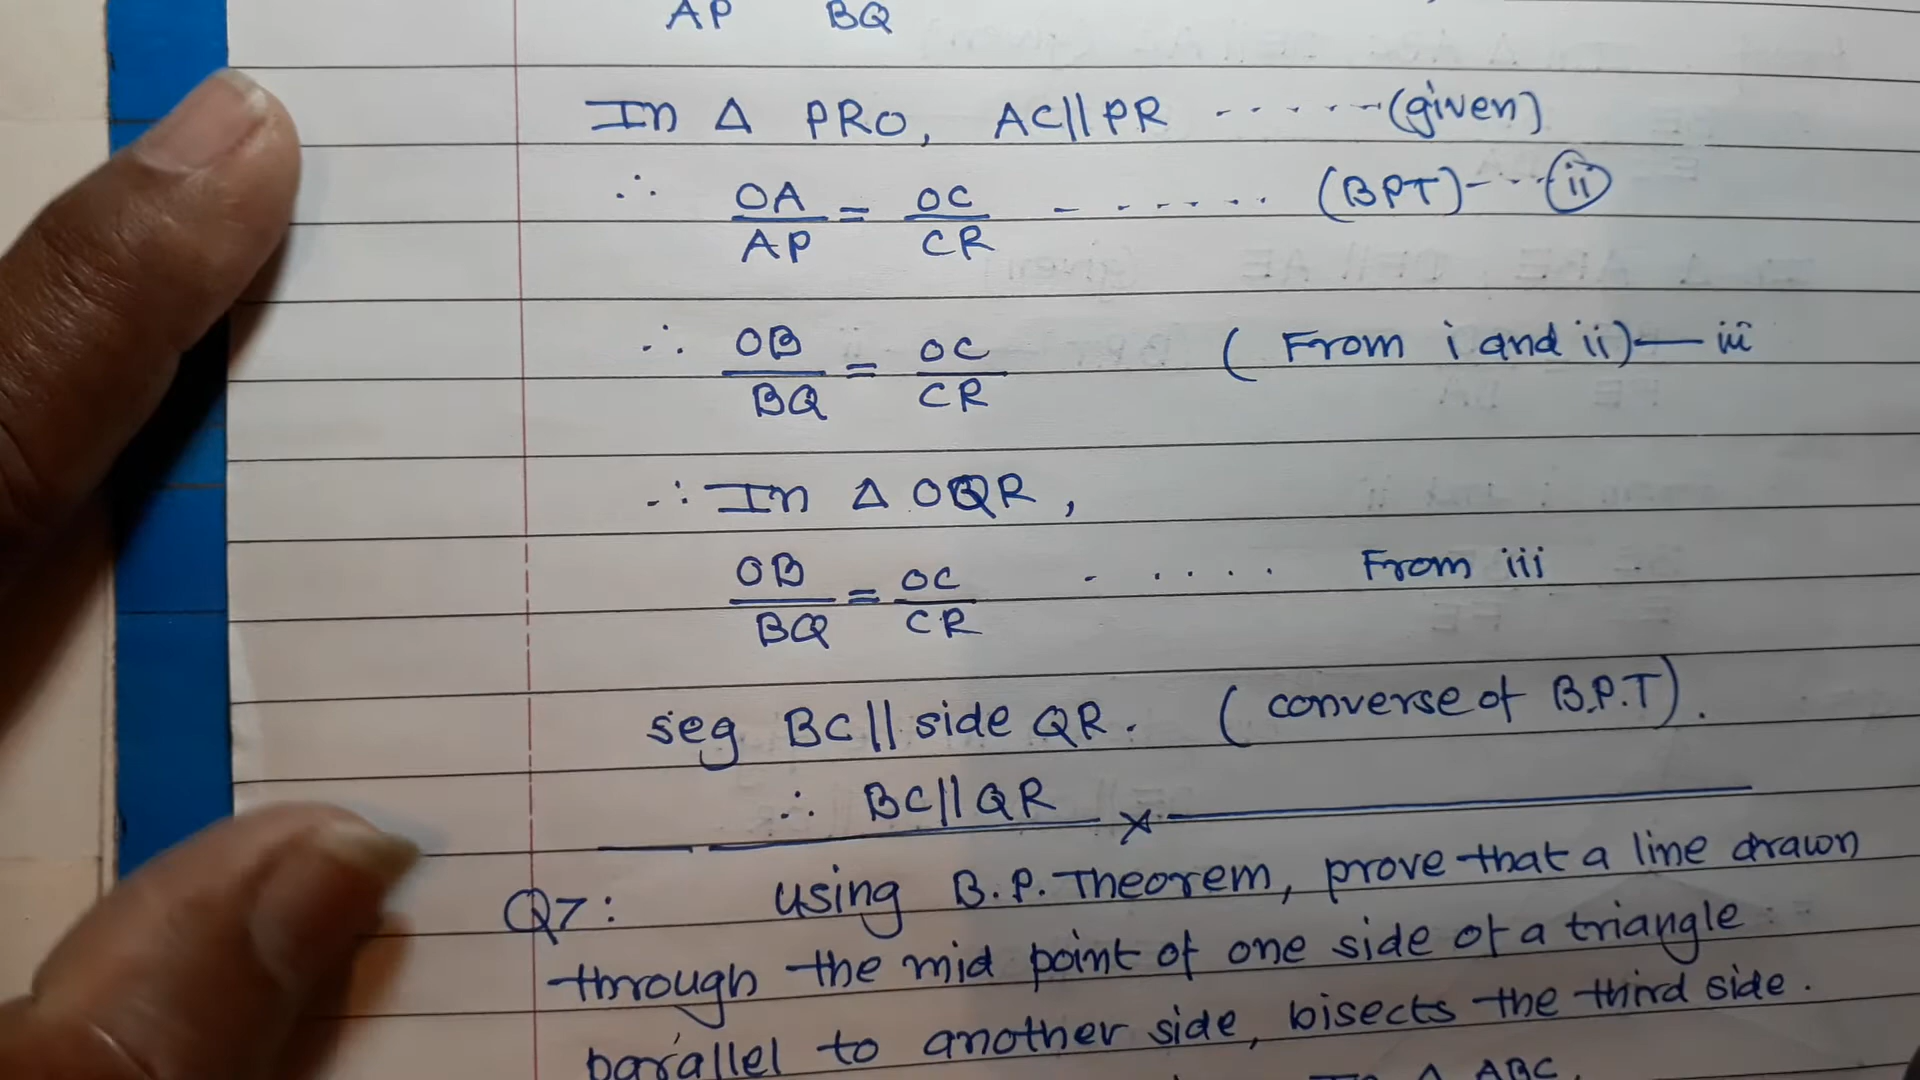 AP BQ
In Δ PRO, AC||PR ......(given)
∴ OA/AP = OC/CR ....... (BPT)---(ii)
∴ OB/BQ = OC/CR (From i and ii)— iii
∴ In Δ OQR,
OB/BQ = OC/CR ..... From iii
seg BC|| side QR. (converse of B.P.T).
∴ BC||QR
x
Q7: using B.P. Theorem, prove that a line drawn
through the mid point of one side of a triangle
parallel to another side, bisects the third side.
In Δ ABC,